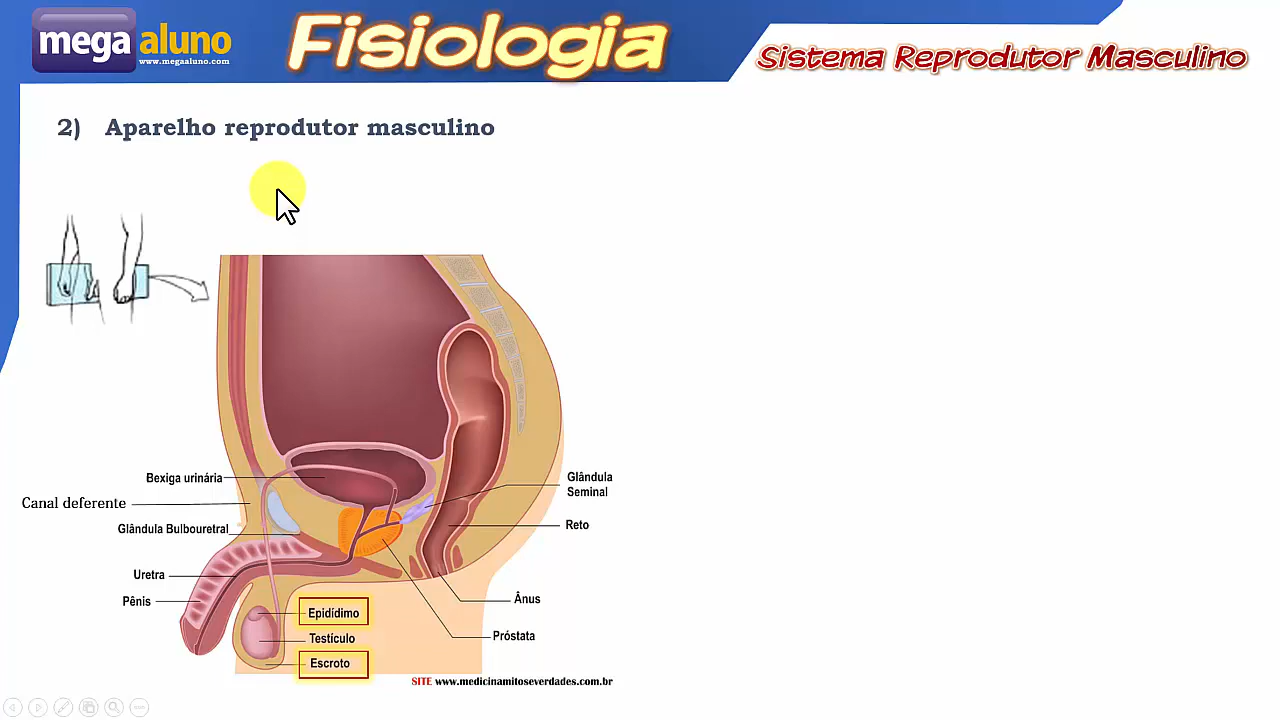 mega aluno
www.megaaluno.com
Fisiologia
Sistema Reprodutor Masculino
2) Aparelho reprodutor masculino
Bexiga urinária
Canal deferente
Glândula Bulbouretral
Uretra
Pênis
Glândula
Seminal
Reto
Ânus
Próstata
Epidídimo
Testículo
Escroto
SITE www.medicinamitoseverdades.com.br